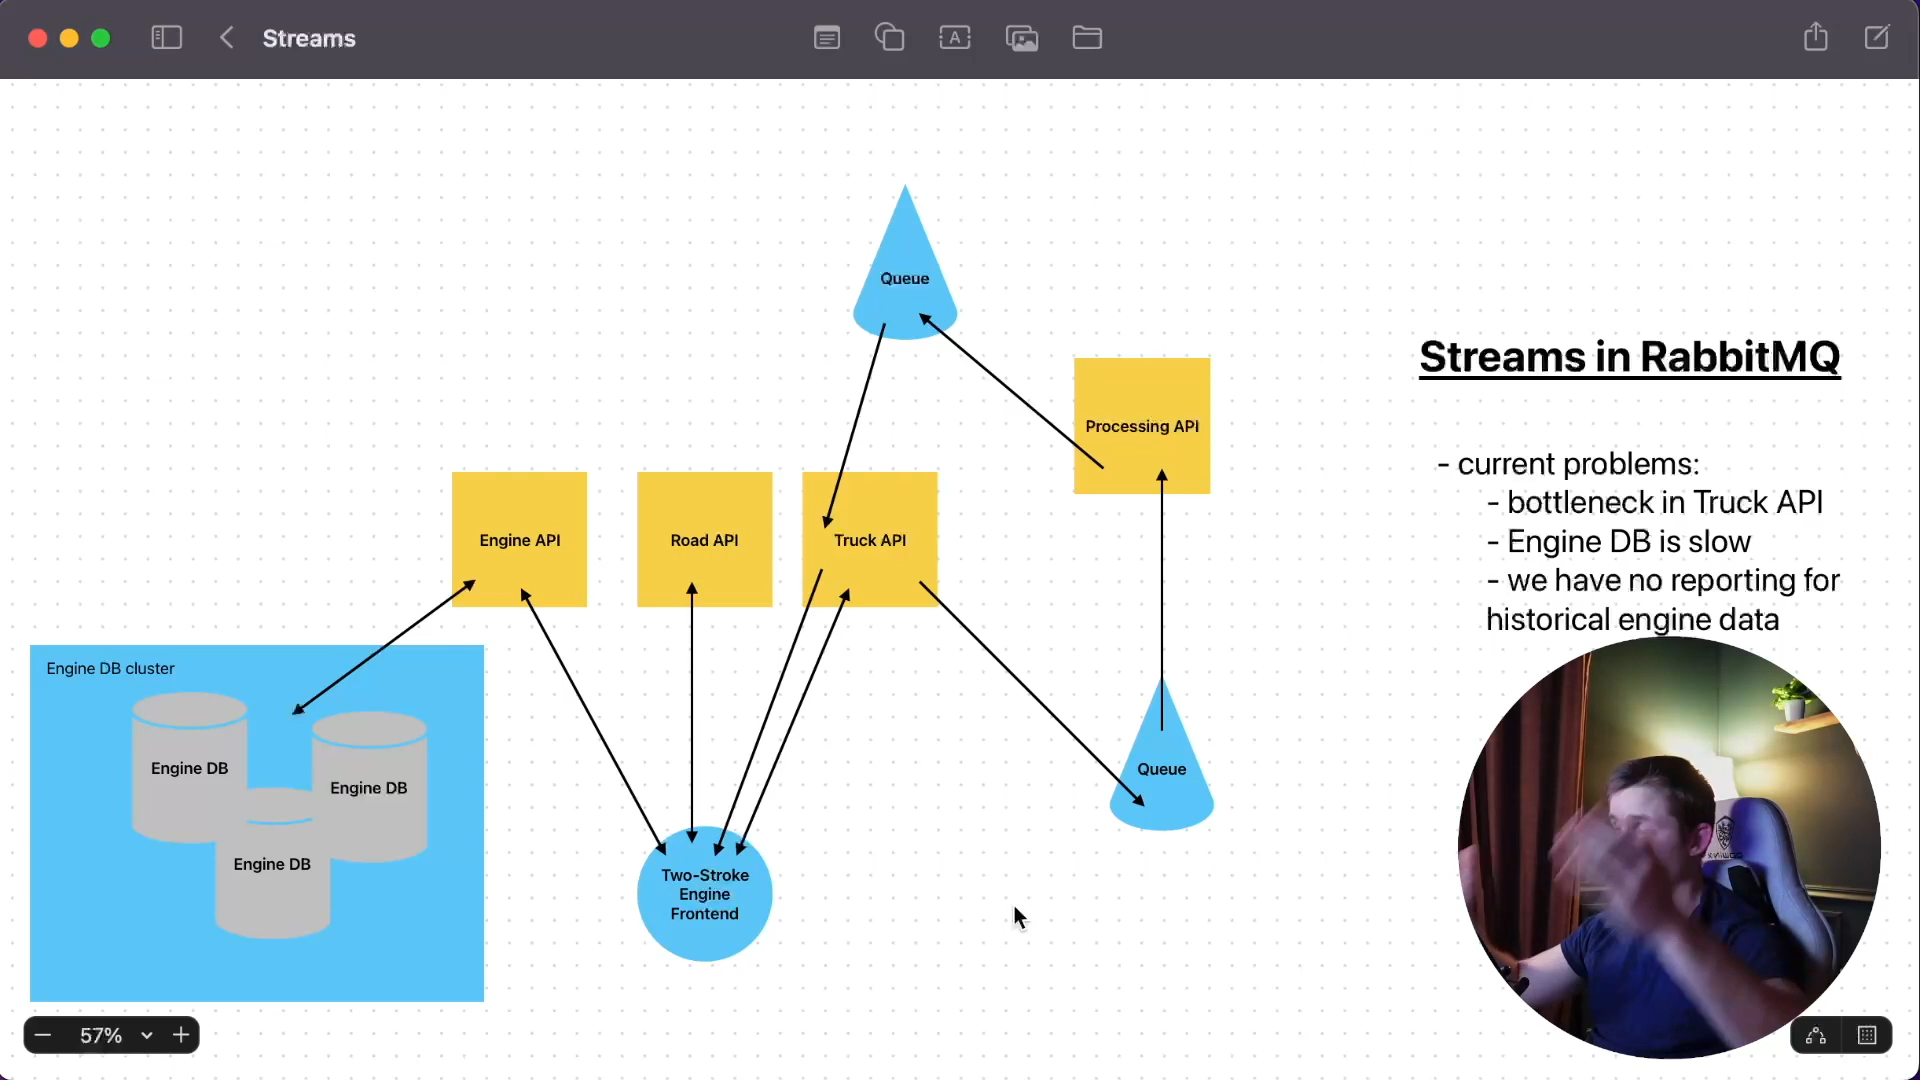 Streams
Queue
Streams in RabbitMQ
Processing API
- current problems:
- bottleneck in Truck API
- Engine DB is slow
- we have no reporting for
historical engine data
Engine API
Road API
Truck API
Engine DB cluster
Engine DB
Engine DB
Engine DB
Queue
Two-Stroke
Engine
Frontend
57%